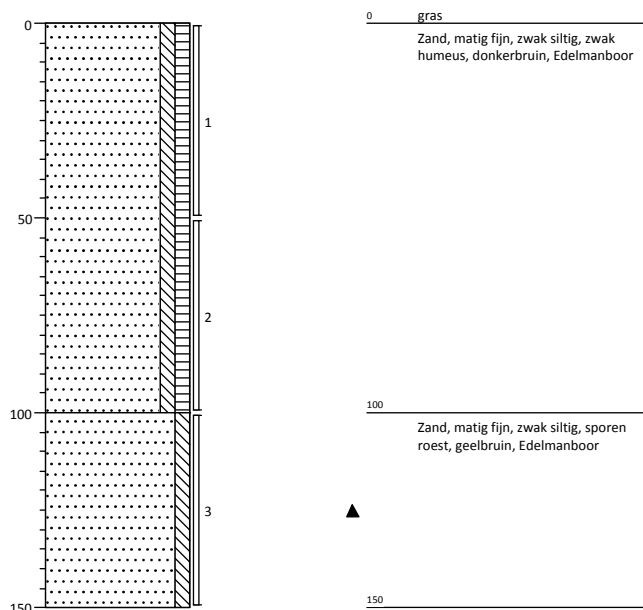 0
50
100
150
1
2
3
0
gras
Zand, matig fijn, zwak siltig, zwak
humeus, donkerbruin, Edelmanboor
100
Zand, matig fijn, zwak siltig, sporen
roest, geelbruin, Edelmanboor
150